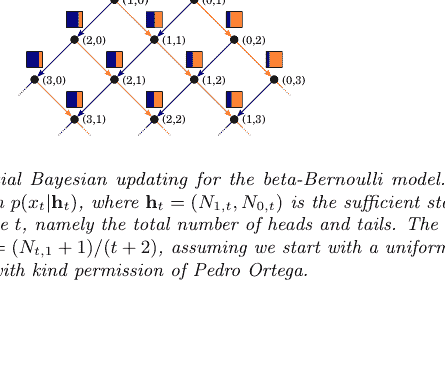 (1,0) (0,1)
(2,0) (1,1) (0,2)
(3,0) (2,1) (1,2) (0,3)
(3,1) (2,2) (1,3)
ial Bayesian updating for the beta-Bernoulli model.
p(x_t|h_t), where h_t = (N_{1,t}, N_{0,t}) is the sufficient st
e t, namely the total number of heads and tails. The
= (N_{t,1} + 1)/(t + 2), assuming we start with a uniform
with kind permission of Pedro Ortega.